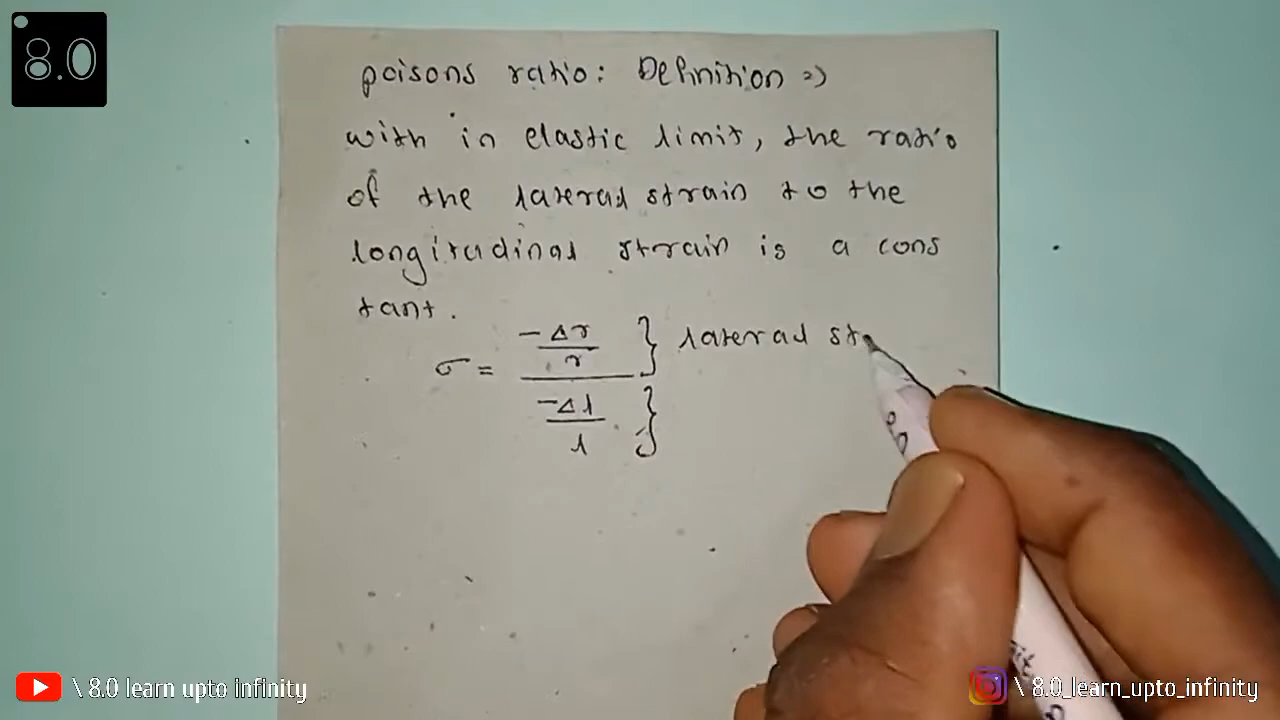 8.0
poisons ratio: Definition =>
with in elastic limit, the ratio
of the lateral strain to the
longitudinal strain is a cons
tant.
σ = -Δr/r } lateral st
-Δl/l }
\ 8.0 learn upto infinity
\ 8.0_learn_upto_infinity